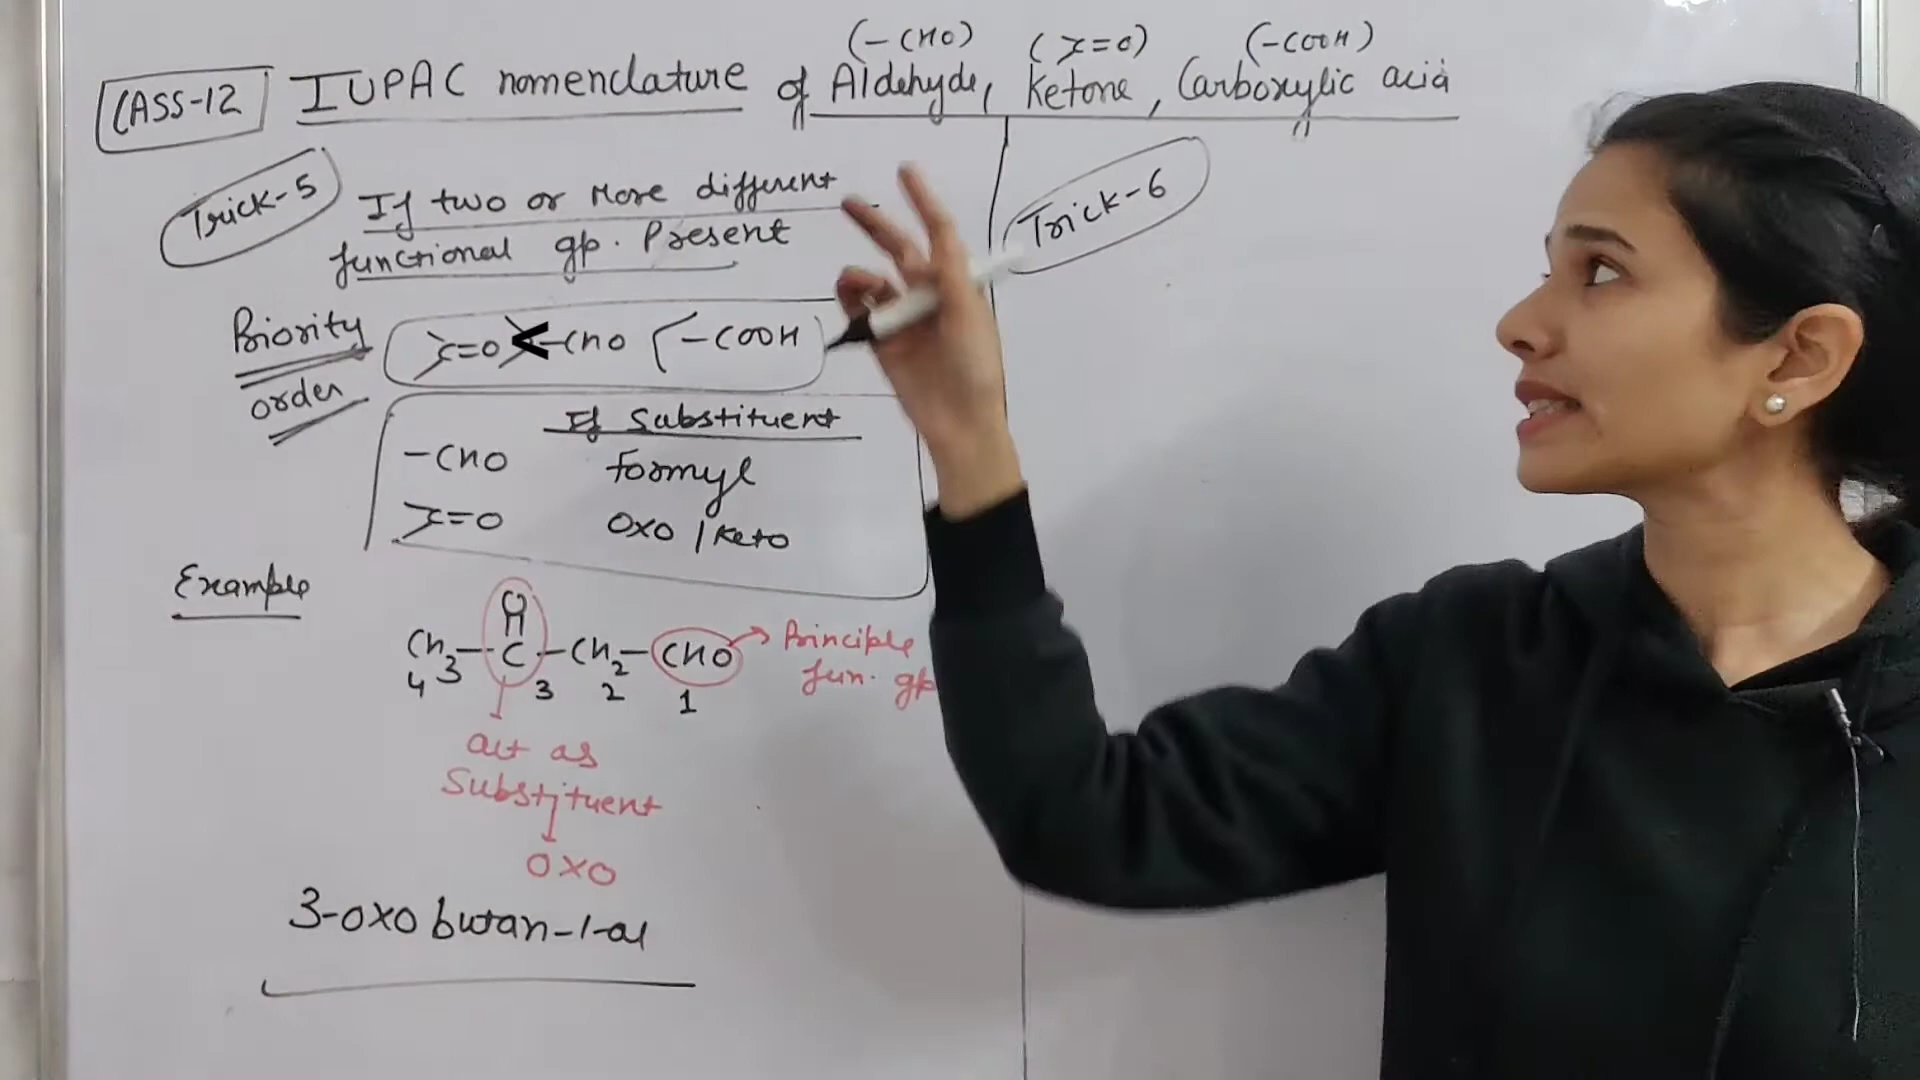 CLASS-12 IUPAC nomenclature of Aldehyde, Ketone, Carboxylic acid
(-CHO) (>C=O) (-COOH)
Trick-5 If two or More different
functional gp. Present
Priority order
>C=O < -CHO < -COOH
If Substituent
-CHO Formyl
>C=O Oxo / Keto
Example
O
CH3-C-CH2-CHO → Principle fun. gp
4 3 2 1
act as
Substituent
↓
OXO
3-oxo butan-1-al
Trick-6